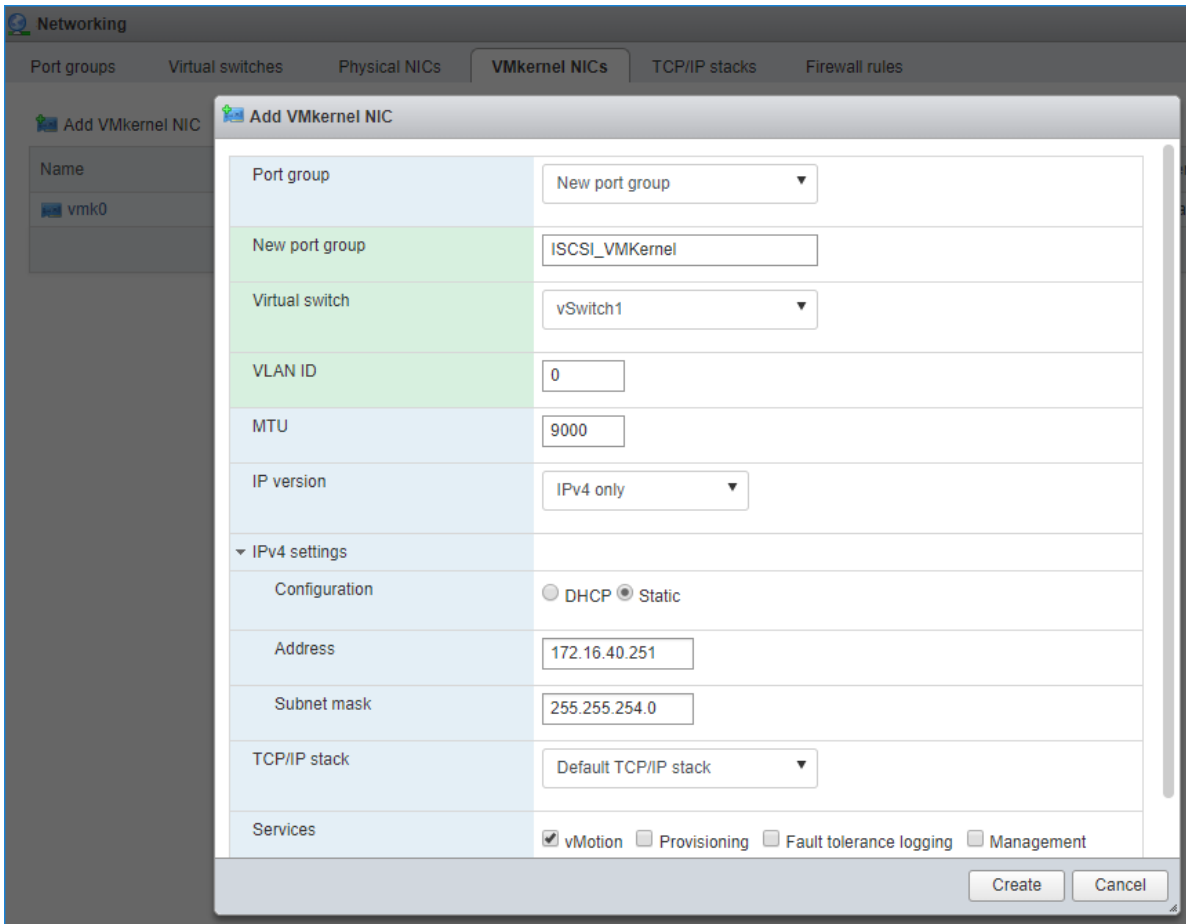 Networking
Port groups Virtual switches Physical NICs VMkernel NICs TCP/IP stacks Firewall rules
Add VMkernel NIC
Add VMkernel NIC
Name
vmk0
Port group New port group
New port group ISCSI_VMKernel
Virtual switch vSwitch1
VLAN ID 0
MTU 9000
IP version IPv4 only
IPv4 settings
Configuration DHCP Static
Address 172.16.40.251
Subnet mask 255.255.254.0
TCP/IP stack Default TCP/IP stack
Services vMotion Provisioning Fault tolerance logging Management
Create Cancel